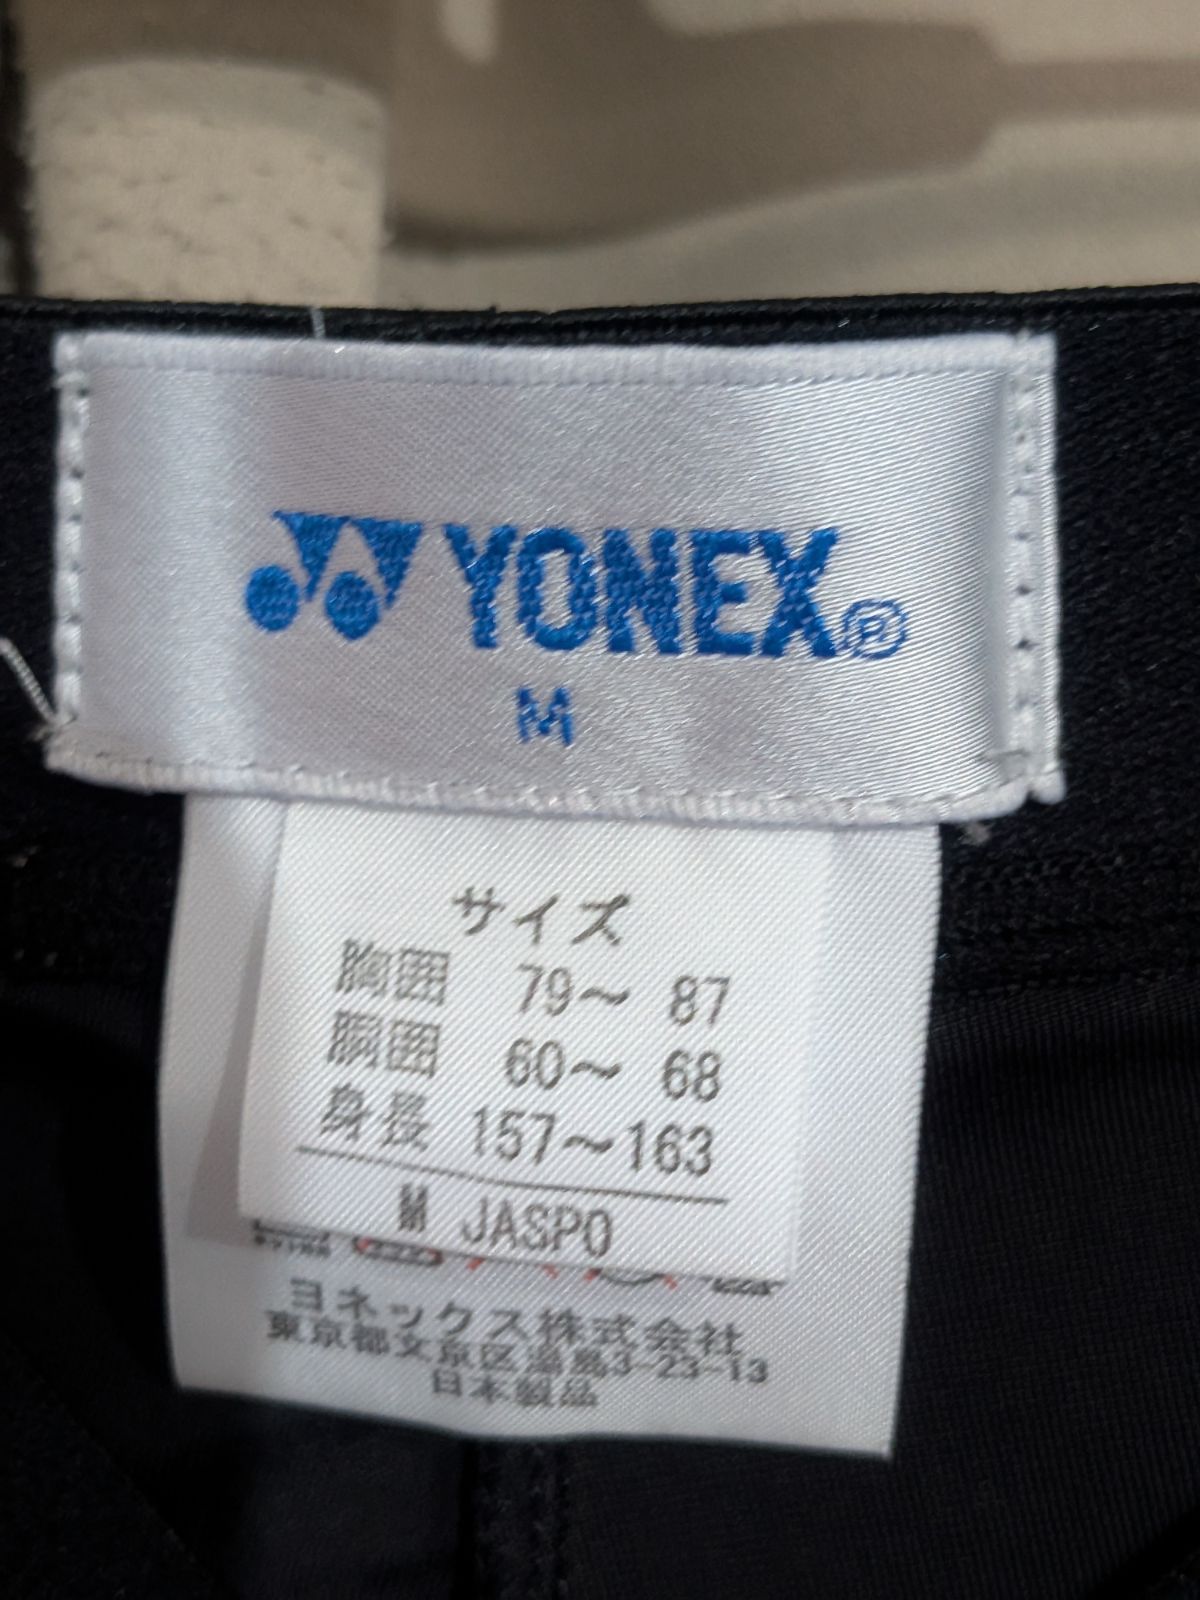 YONEX®
M
サイズ
胸囲 79～ 87
胴囲 60～ 68
身長 157～163
M JASPO
ヨネックス株式会社
東京都文京区湯島3-23-13
日本製品